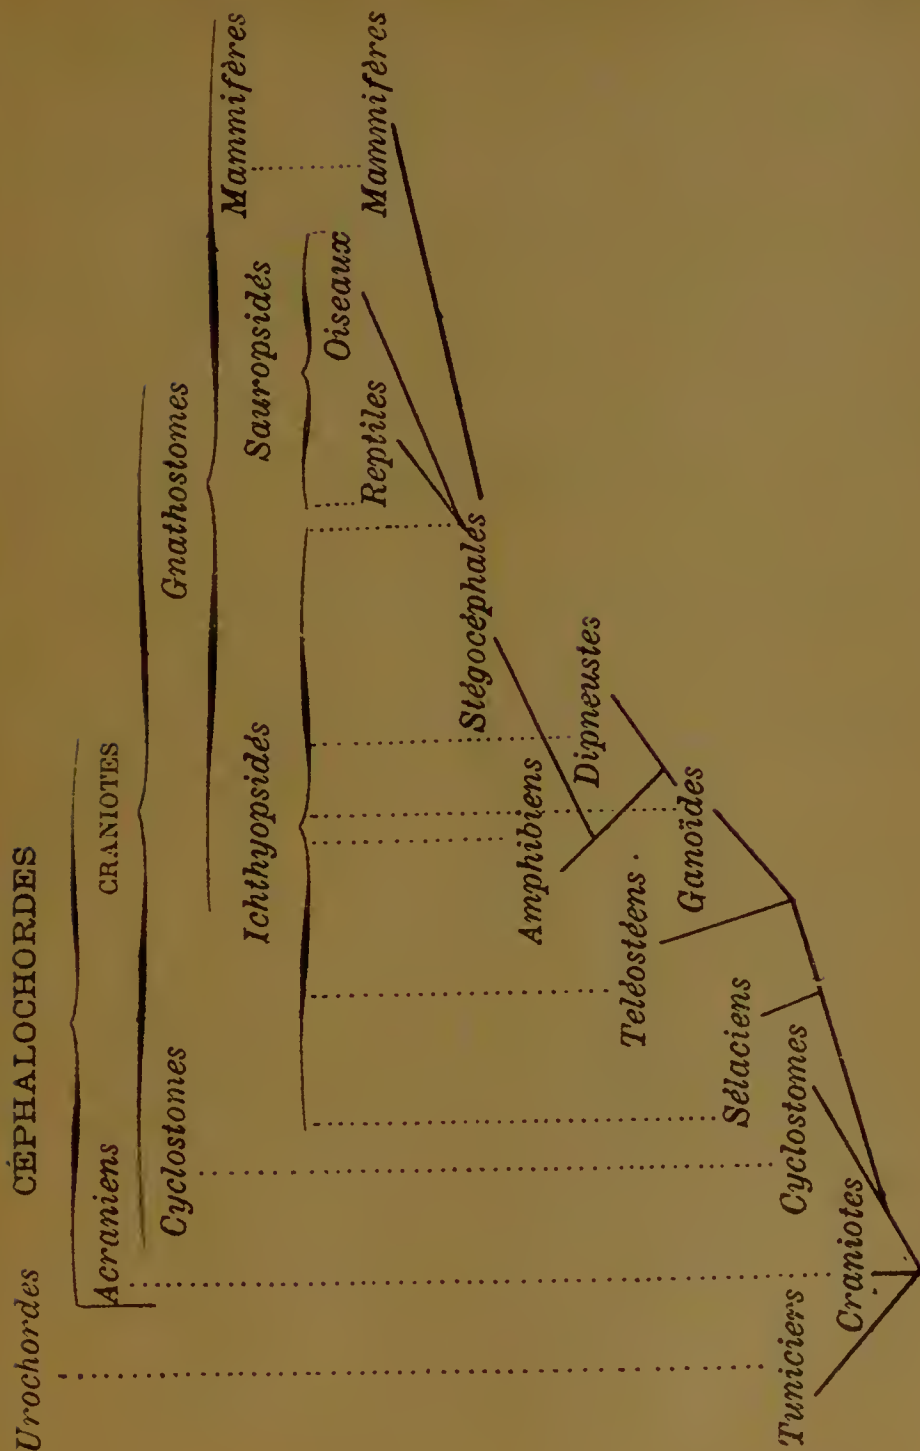 Urochordes CÉPHALOCHORDES
Acraniens CRANIOTES
Cyclostomes Gnathostomes
Ichthyopsidés Sauropsidés Mammifères
Oiseaux
Reptiles Mammifères
Stégocéphales
Amphibiens Dipneustes
Teléostéens. Ganoïdes
Sélaciens
Tuniciers Cyclostomes
Craniotes